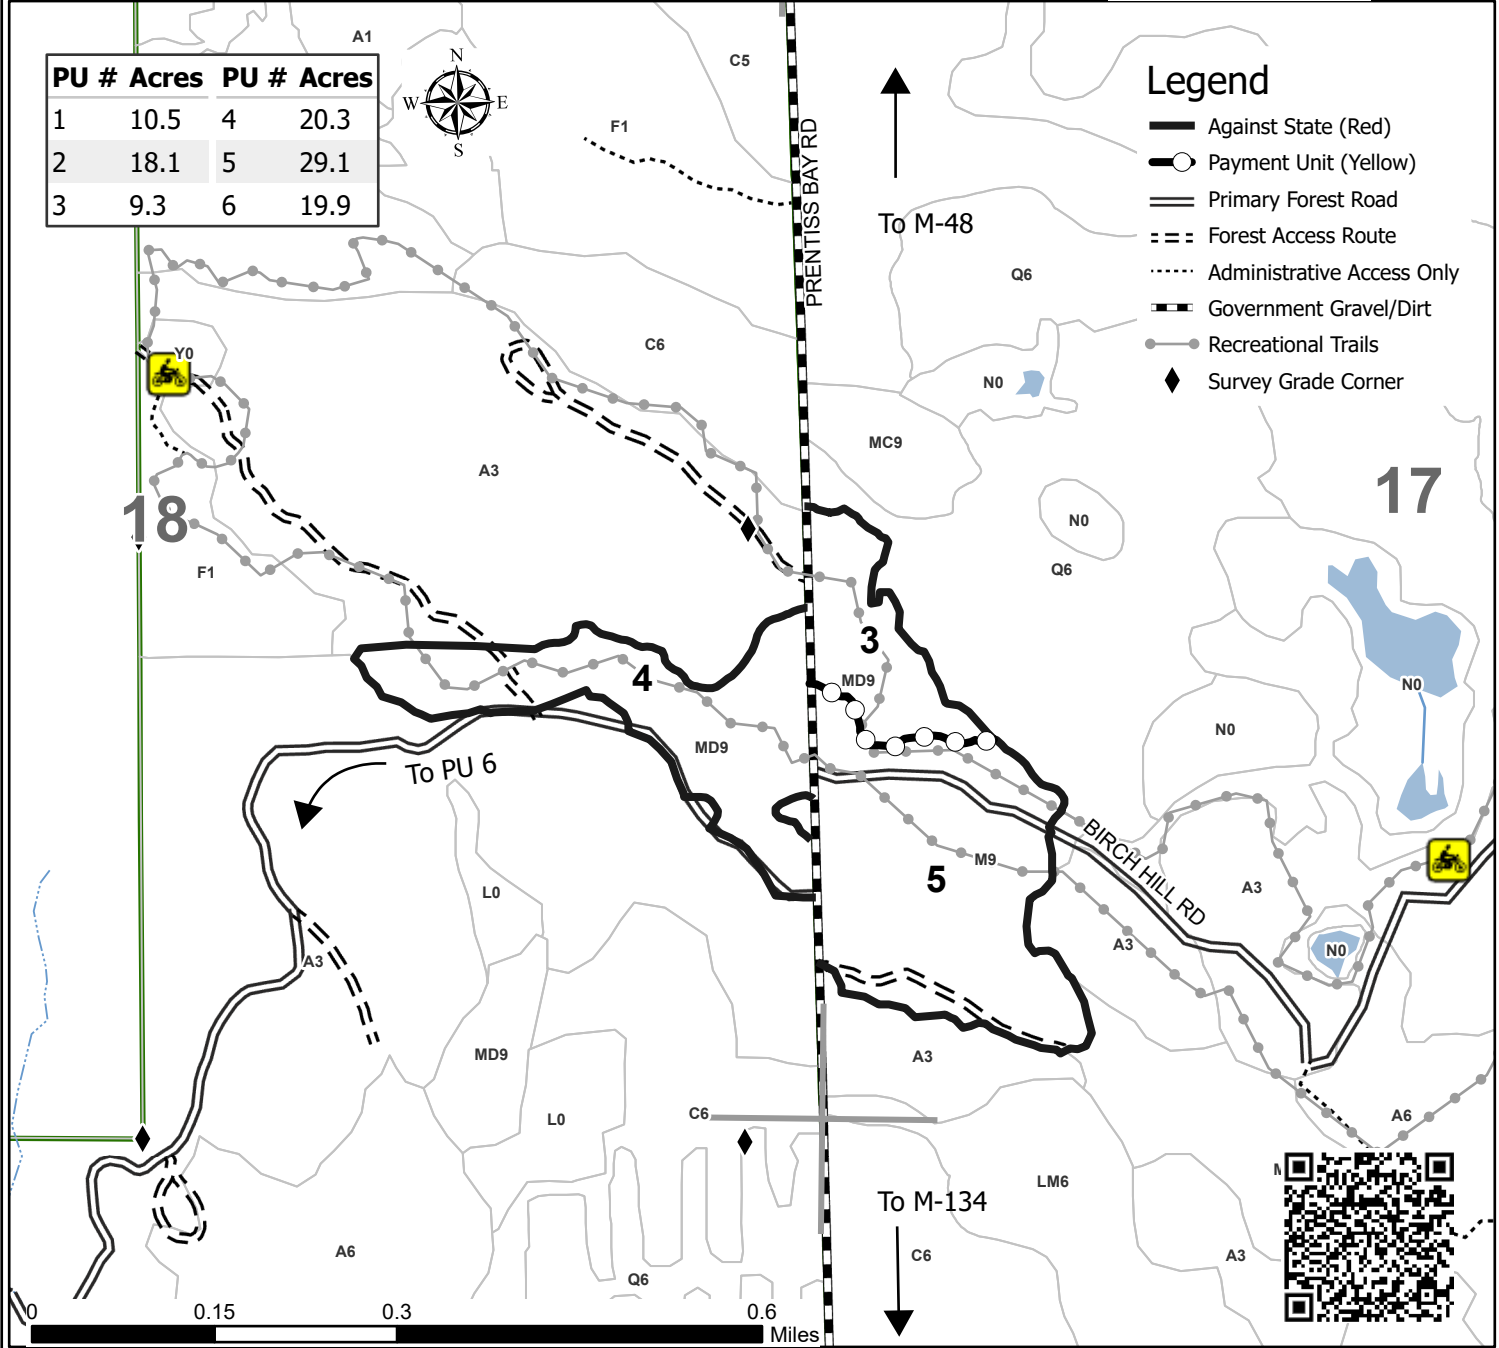 A1
C5
PU # Acres PU # Acres
1 10.5 4 20.3
2 18.1 5 29.1
3 9.3 6 19.9
N
W E
S
F1
PRENTISS BAY RD
To M-48
Legend
Against State (Red)
Payment Unit (Yellow)
Primary Forest Road
Forest Access Route
Administrative Access Only
Government Gravel/Dirt
Recreational Trails
Survey Grade Corner
Q6
Y0
C6
N0
MC9
A3
17
18
N0
F1
Q6
3
4
MD9
N0
MD9
N0
To PU 6
BIRCH HILL RD
M9
5
A3
L0
A3
N0
A3
MD9
A3
C6
L0
A6
LM6
To M-134
A6
C6
A3
Q6
0 0.15 0.3 0.6
Miles